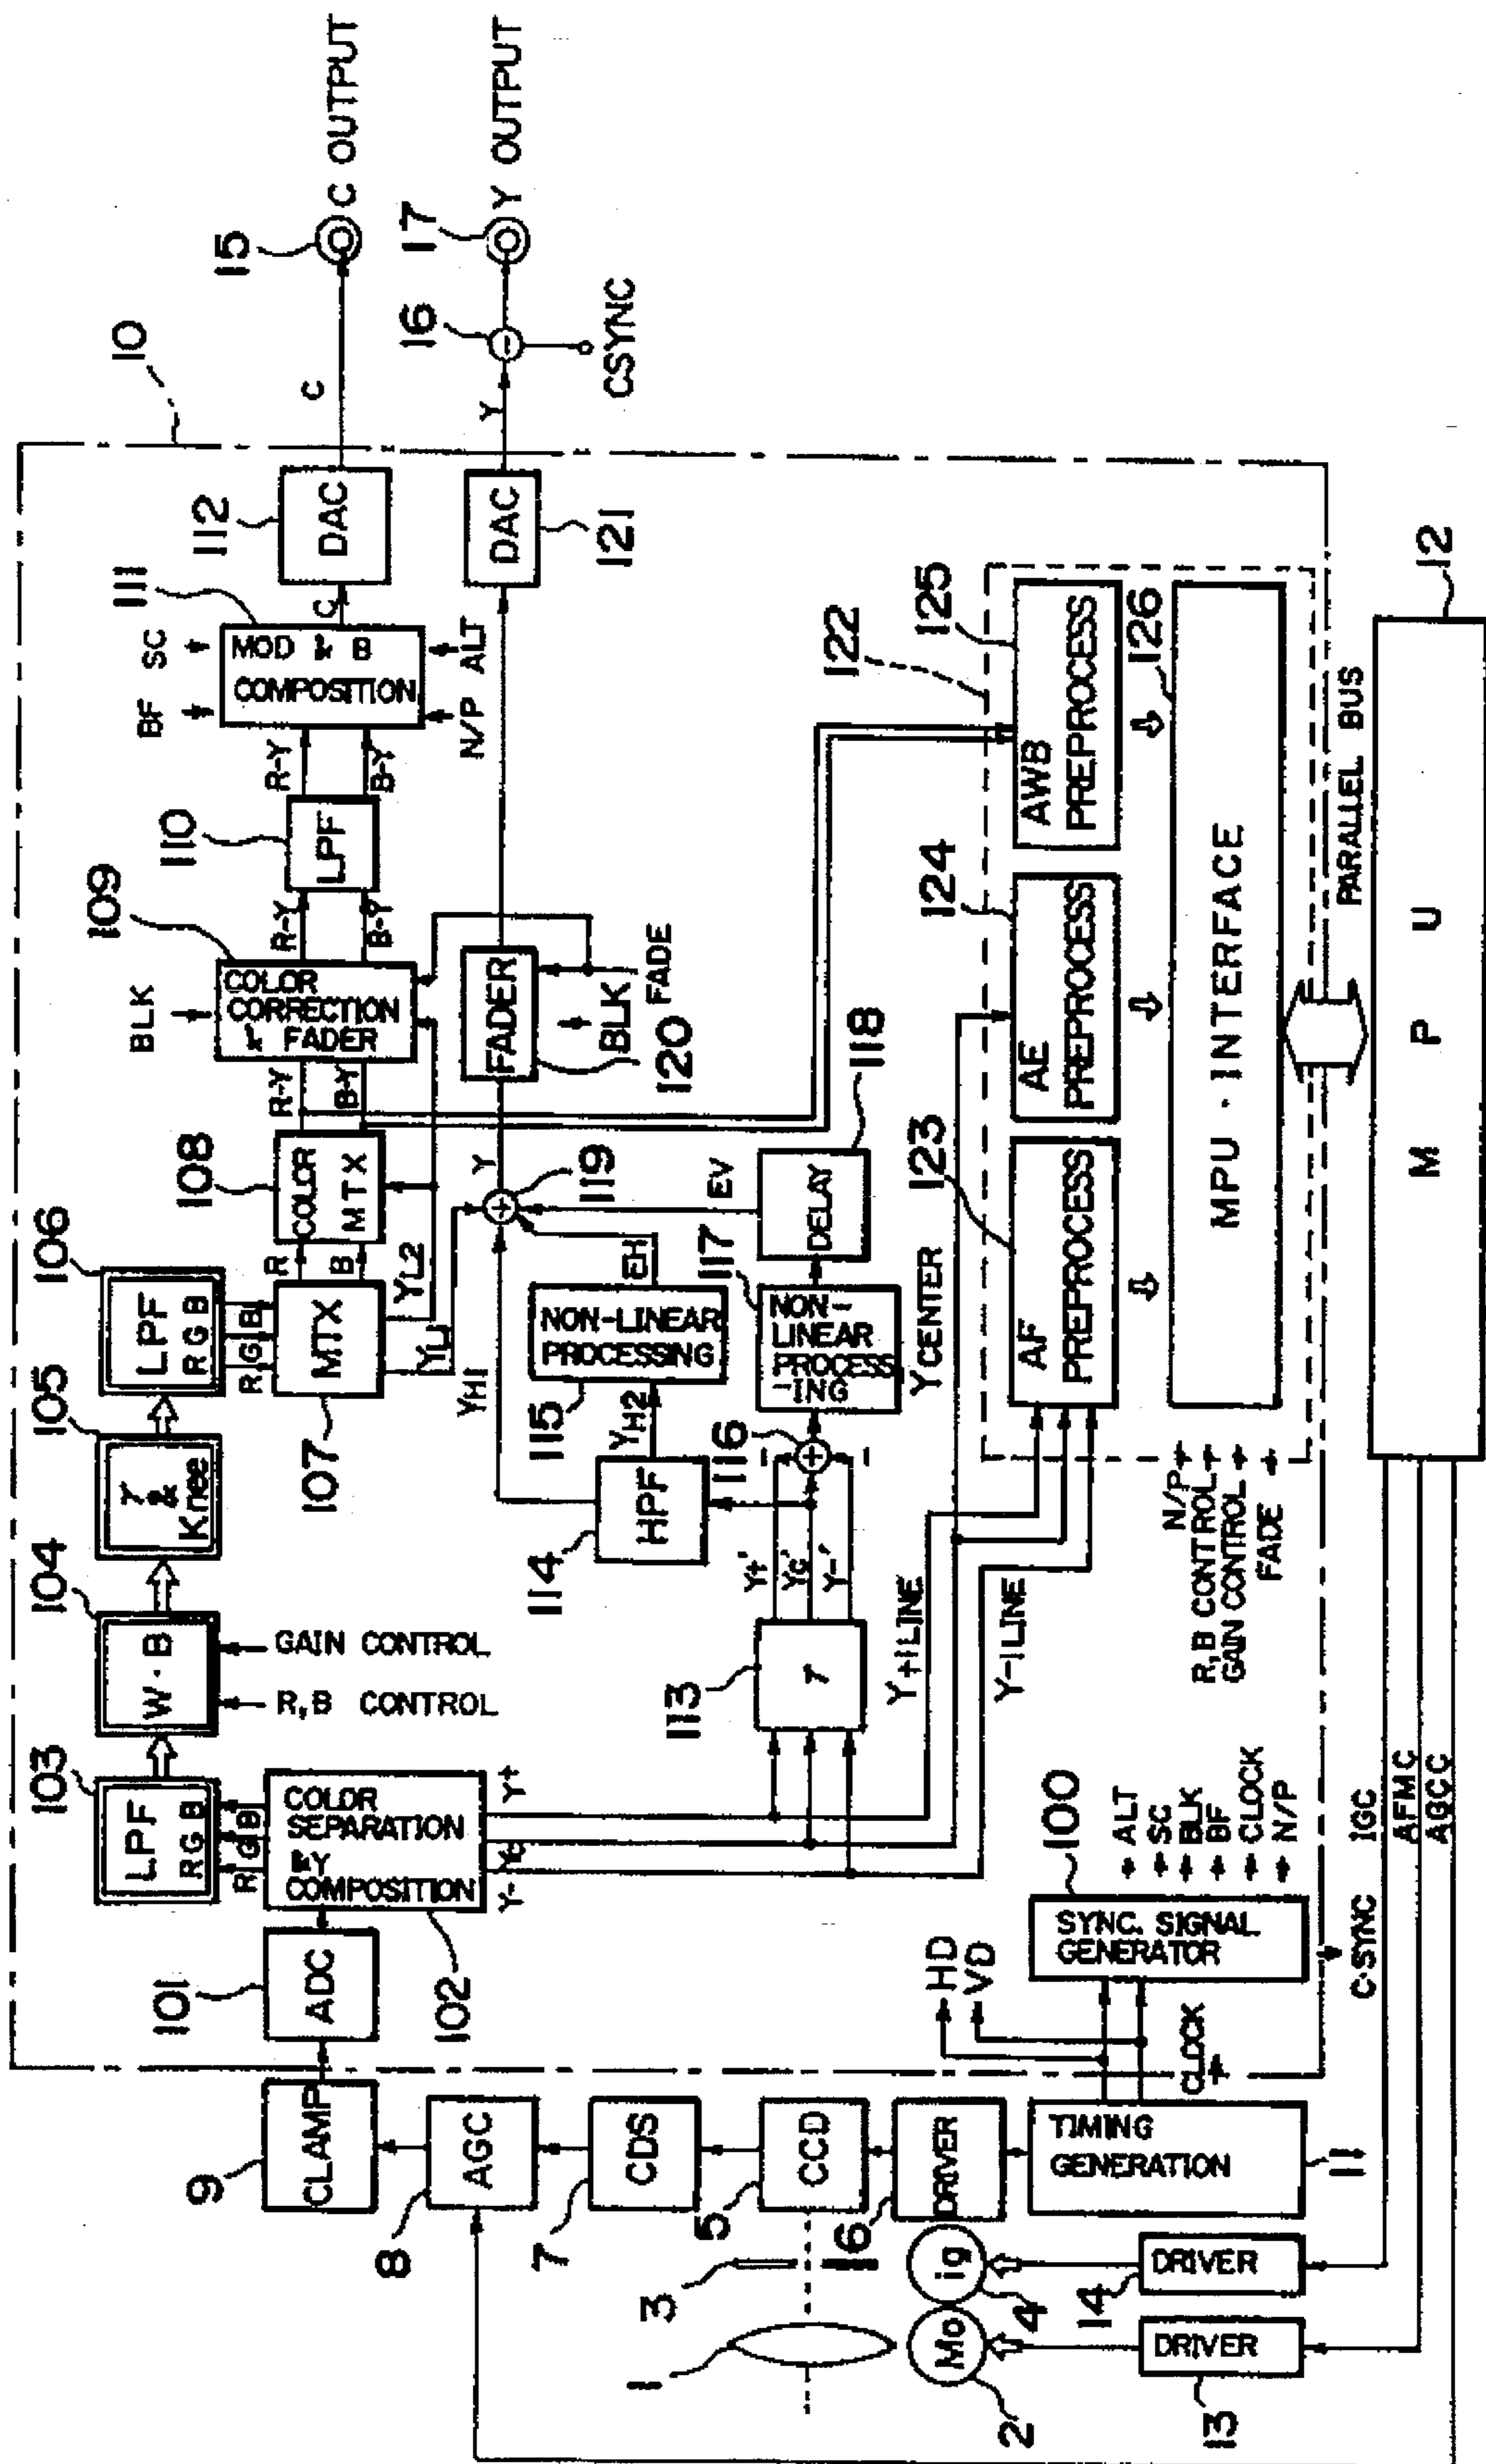 1
2
Mo
3
4
ig
13
DRIVER
14
DRIVER
5
CCD
6
DRIVER
7
CDS
8
AGC
9
CLAMP
11
TIMING
GENERATION
CLOCK
HD
VD
10
100
SYNC. SIGNAL
GENERATOR
ALT
SC
BLK
BF
CLOCK
N/P
C·SYNC
IGC
AFMC
AGCC
101
ADC
102
COLOR
SEPARATION
& Y
COMPOSITION
R G B
Y+
Yc
Y-
103
LPF
R G B
104
W·B
GAIN CONTROL
R, B CONTROL
105
γ
&
Knee
106
LPF
R G B
R G B
107
MTX
R
B
YL2
YL1
108
COLOR
MTX
R-Y
B-Y
109
COLOR
CORRECTION
& FADER
BLK
R-Y
B-Y
110
LPF
R-Y
B-Y
111
MOD & B
COMPOSITION
BF
SC
N/P
ALT
C
112
DAC
C
15
C OUTPUT
113
γ
Y+'
Yc'
Y-'
114
HPF
YH1
YH2
115
NON-LINEAR
PROCESSING
EH
116
-
-
117
NON-
LINEAR
PROCESS
-ING
118
DELAY
EV
119
Y
120
FADER
BLK
FADE
121
DAC
Y
16
CSYNC
17
Y OUTPUT
Y+1LINE
Y CENTER
Y-1LINE
122
123
AF
PREPROCESS
124
AE
PREPROCESS
125
AWB
PREPROCESS
126
MPU·INTERFACE
N/P
R, B CONTROL
GAIN CONTROL
FADE
PARALLEL BUS
12
M P U